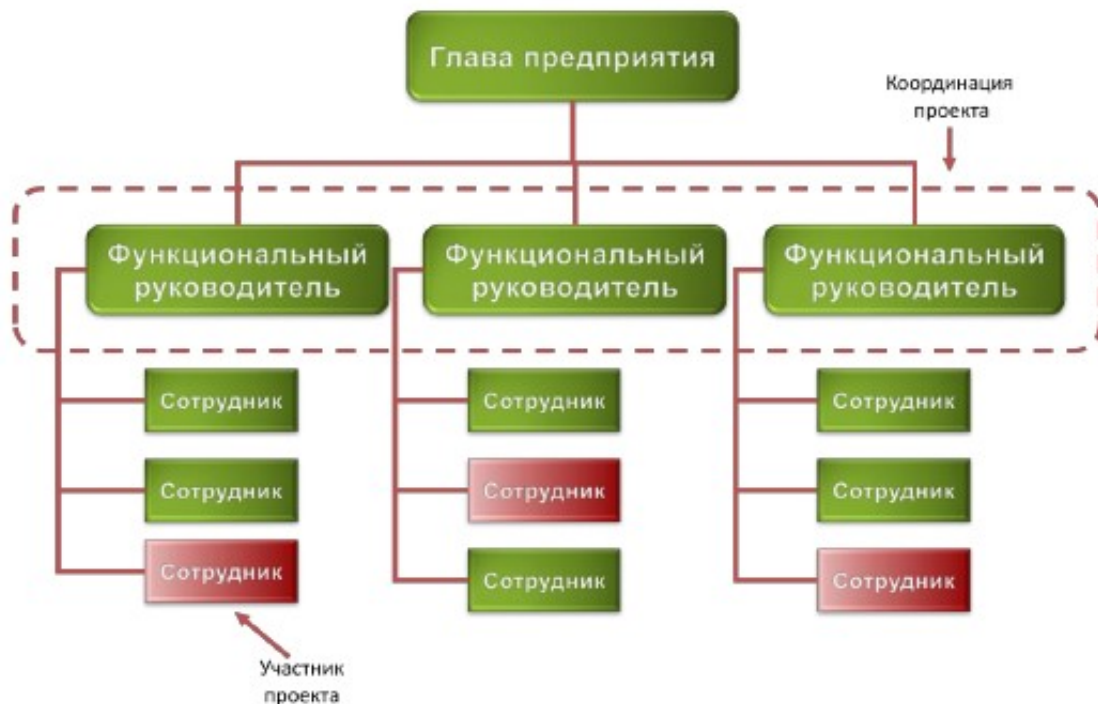 Глава предприятия
Координация
проекта
Функциональный
руководитель
Функциональный
руководитель
Функциональный
руководитель
Сотрудник
Сотрудник
Сотрудник
Сотрудник
Сотрудник
Сотрудник
Сотрудник
Сотрудник
Сотрудник
Участник
проекта